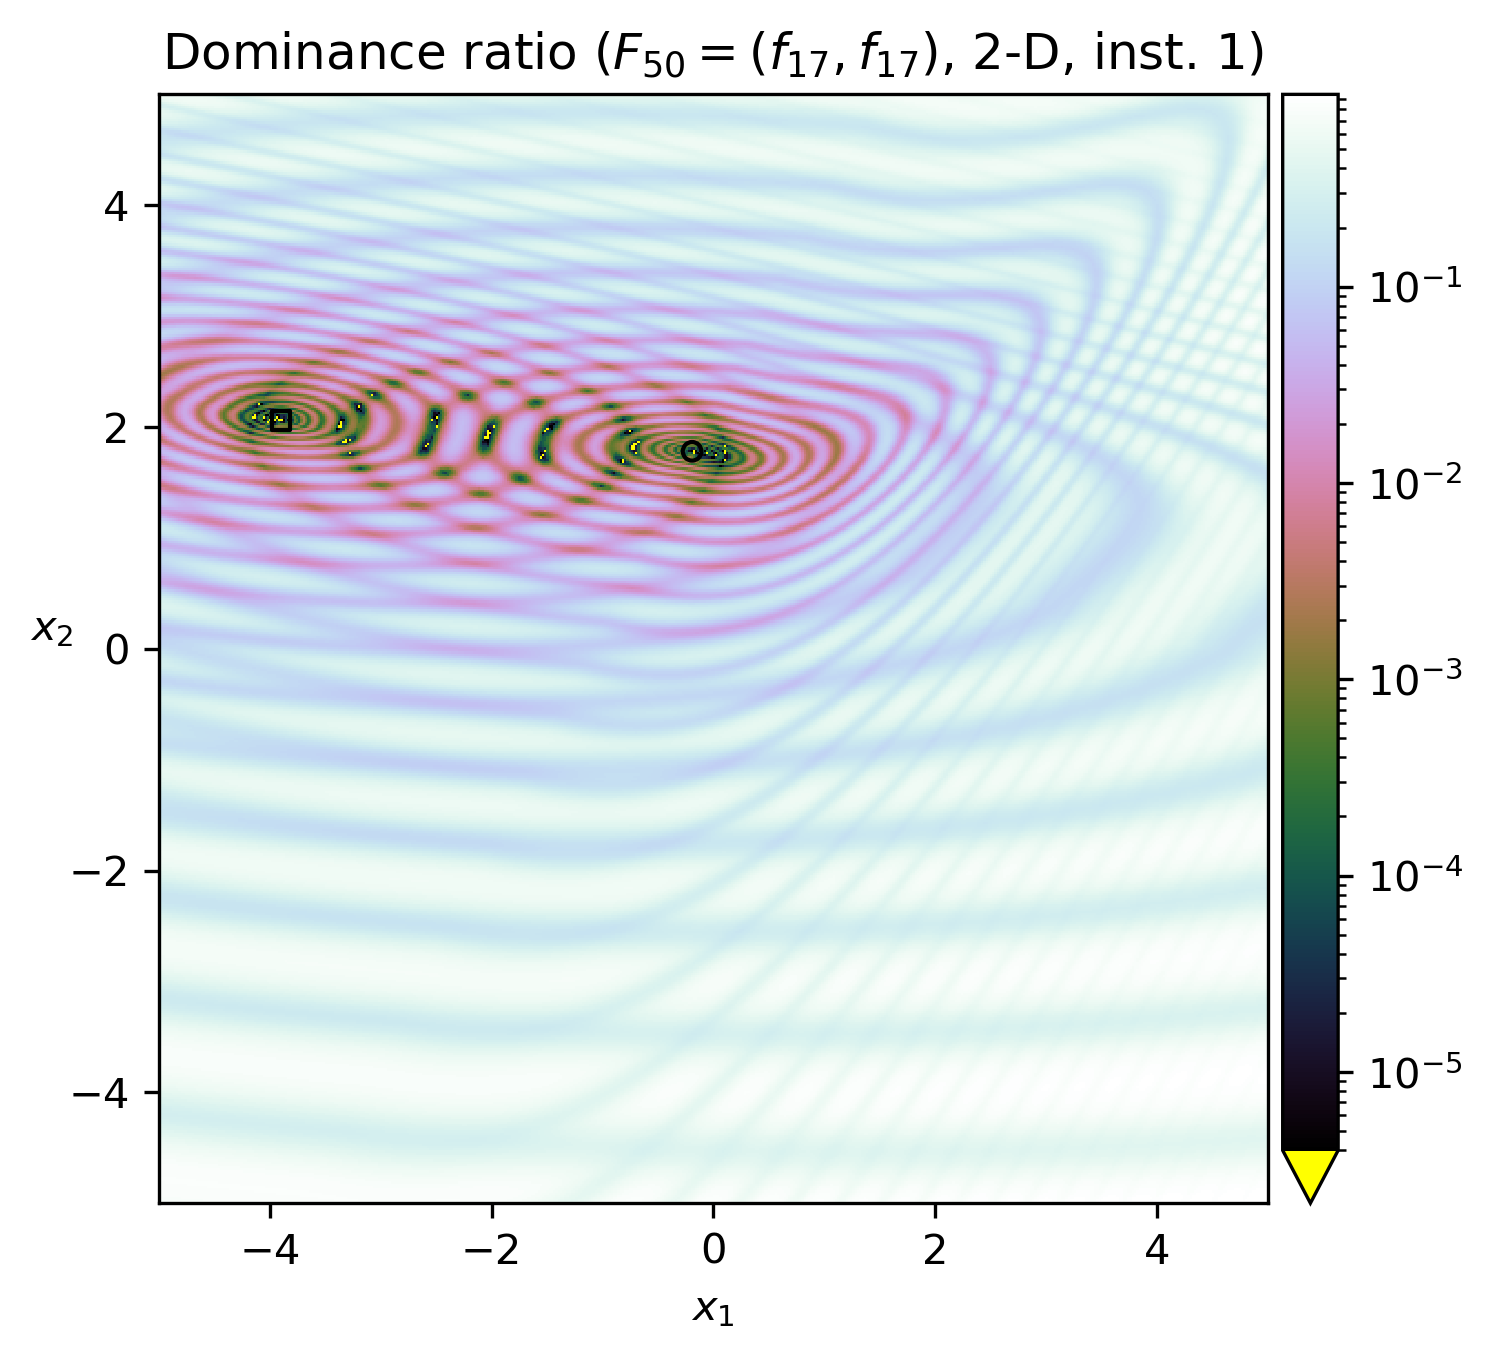 Dominance ratio (F₅₀ = (f₁₇, f₁₇), 2-D, inst. 1)
4
2
0
−2
−4
x₂
−4 −2 0 2 4
x₁
10⁻¹
10⁻²
10⁻³
10⁻⁴
10⁻⁵